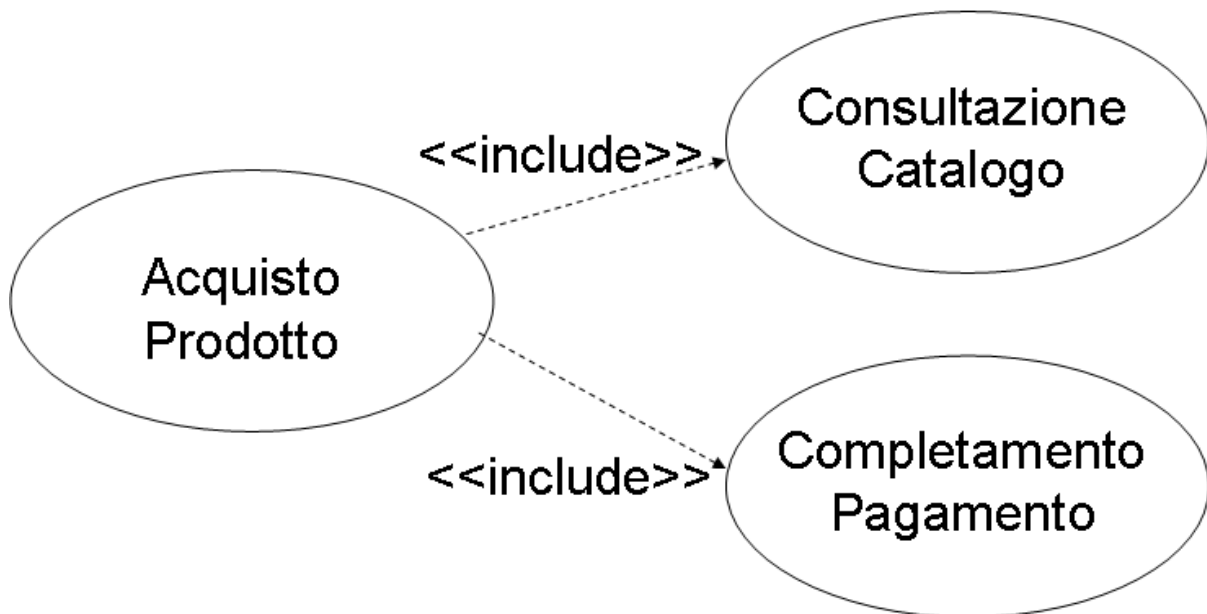 Consultazione
Catalogo
<<include>>
Acquisto
Prodotto
<<include>>
Completamento
Pagamento